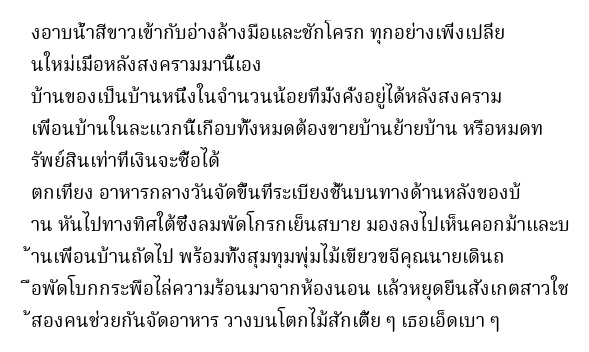 งอาบน้ำสีขาวเข้ากับอ่างล้างมือและชักโครก ทุกอย่างเพิ่งเปลี่ย
นใหม่เมื่อหลังสงครามมานี้เอง
บ้านของเป็นบ้านหนึ่งในจำนวนน้อยที่มั่งคั่งอยู่ได้หลังสงคราม
เพื่อนบ้านในละแวกนี้เกือบทั้งหมดต้องขายบ้านย้ายบ้าน หรือหมดท
รัพย์สินเท่าที่เงินจะซื้อได้
ตกเที่ยง อาหารกลางวันจัดขึ้นที่ระเบียงชั้นบนทางด้านหลังของบ้
าน หันไปทางทิศใต้ซึ่งลมพัดโกรกเย็นสบาย มองลงไปเห็นคอกม้าและบ
้านเพื่อนบ้านถัดไป พร้อมทั้งสุมทุมพุ่มไม้เขียวขจีคุณนายเดินถ
ือพัดโบกกระพือไล่ความร้อนมาจากห้องนอน แล้วหยุดยืนสังเกตสาวใช
้สองคนช่วยกันจัดอาหาร วางบนโตกไม้สักเตี้ย ๆ เธอเอ็ดเบา ๆ